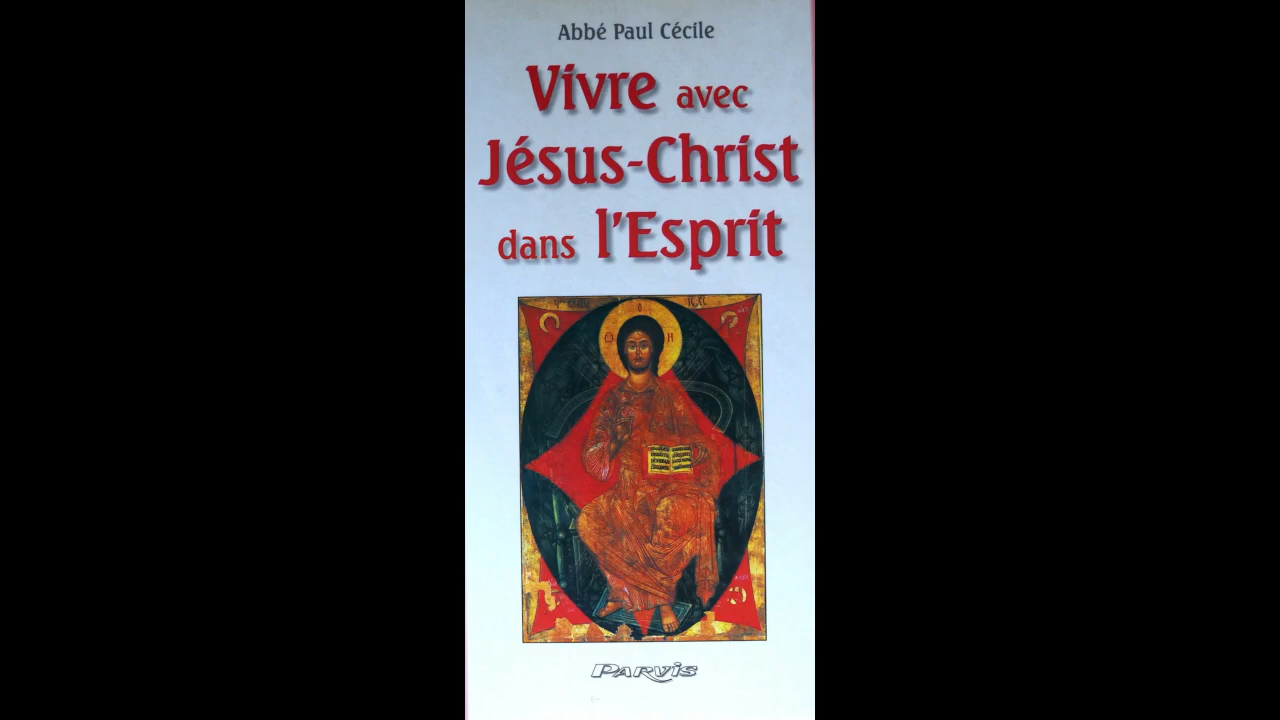 Abbé Paul Cécile
Vivre avec
Jésus-Christ
dans l'Esprit
PARVIS